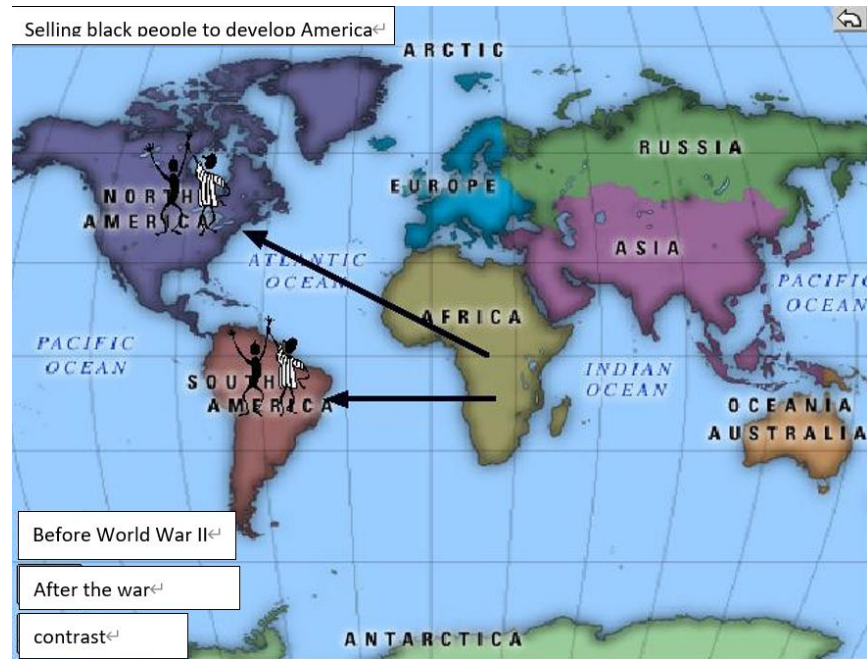 Selling black people to develop America
ARCTIC
RUSSIA
EUROPE
NORTH
AMERICA
ASIA
ATLANTIC
OCEAN
PACIFIC
OCEAN
AFRICA
PACIFIC
OCEAN
INDIAN
OCEAN
SOUTH
AMERICA
OCEANIA
AUSTRALIA
Before World War II
After the war
contrast
ANTARCTICA